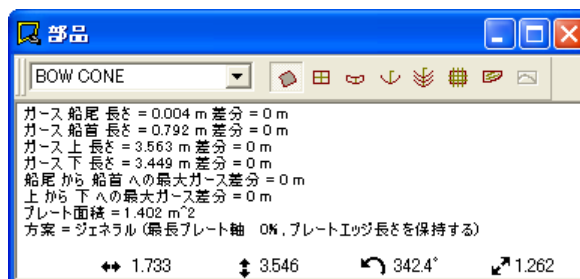 部品
BOW CONE
ガース 船尾 長さ = 0.004 m 差分 = 0 m
ガース 船首 長さ = 0.792 m 差分 = 0 m
ガース 上 長さ = 3.563 m 差分 = 0 m
ガース 下 長さ = 3.449 m 差分 = 0 m
船尾 から 船首 への最大ガース差分 = 0 m
上 から 下 への最大ガース差分 = 0 m
プレート面積 = 1.402 m^2
方案 = ジェネラル (最長プレート軸 0%, プレートエッジ長さを保持する)
1.733 3.546 342.4° 1.262